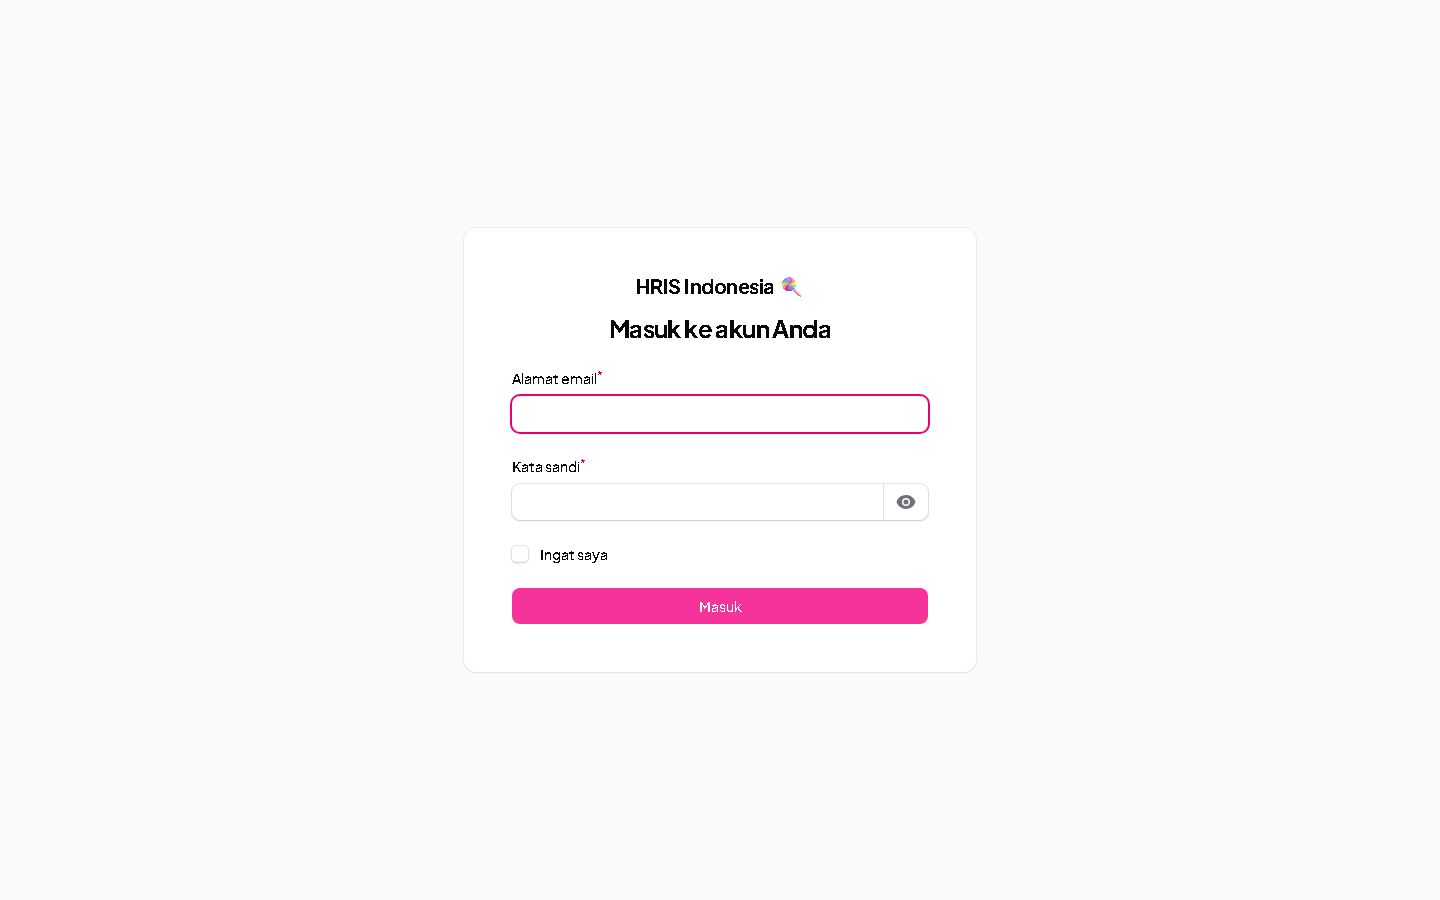 HRIS Indonesia 🍭
Masuk ke akun Anda
Alamat email*
Kata sandi*
Ingat saya
Masuk